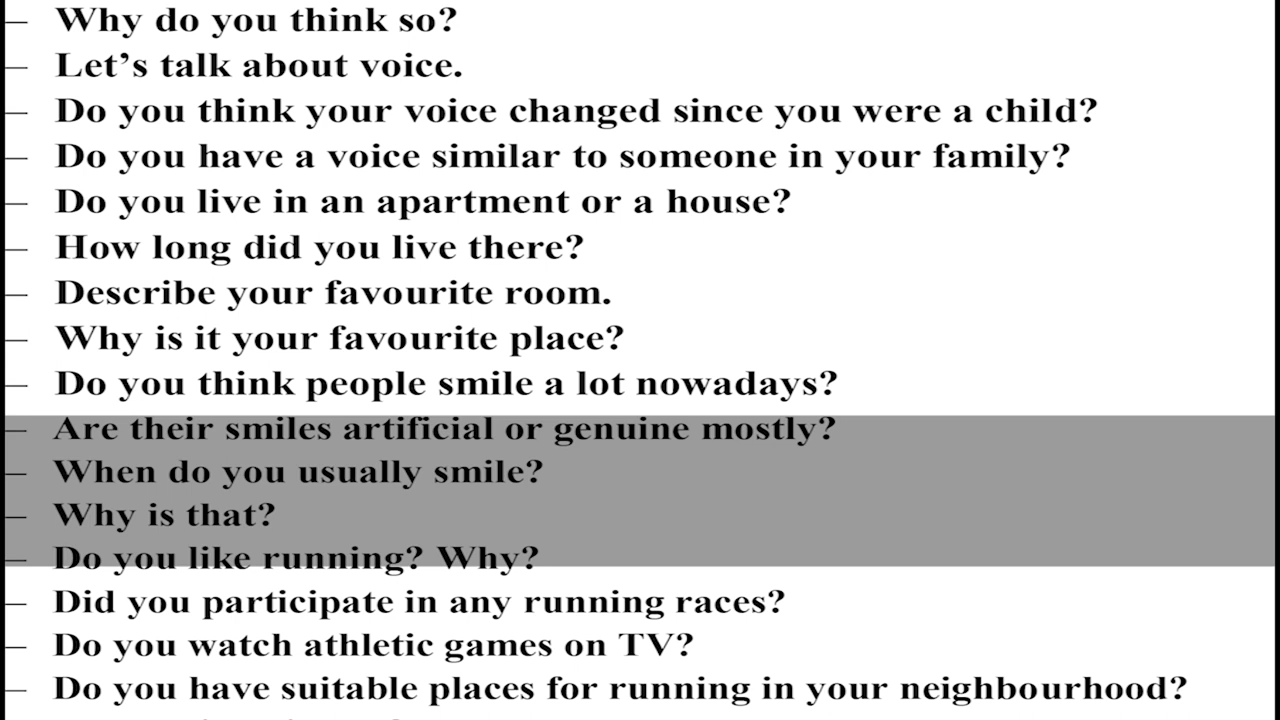 — Why do you think so?
— Let’s talk about voice.
— Do you think your voice changed since you were a child?
— Do you have a voice similar to someone in your family?
— Do you live in an apartment or a house?
— How long did you live there?
— Describe your favourite room.
— Why is it your favourite place?
— Do you think people smile a lot nowadays?
— Are their smiles artificial or genuine mostly?
— When do you usually smile?
— Why is that?
— Do you like running? Why?
— Did you participate in any running races?
— Do you watch athletic games on TV?
— Do you have suitable places for running in your neighbourhood?